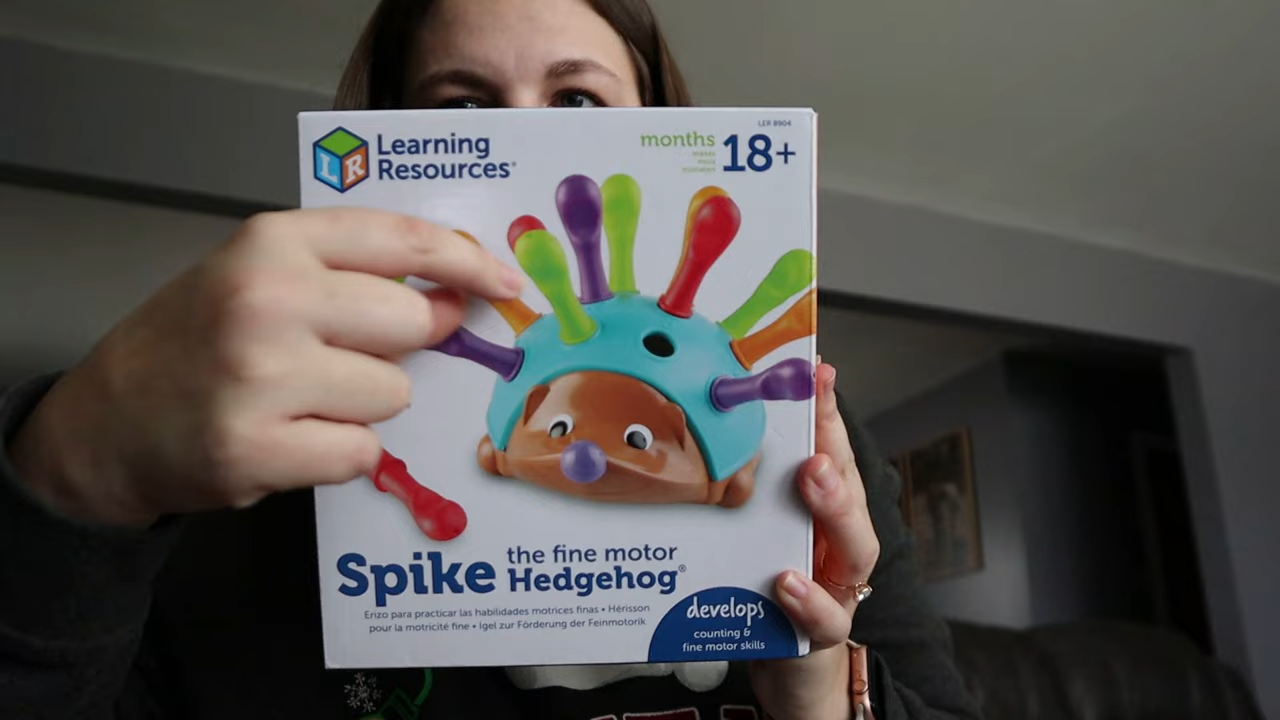 LER 8904
Learning
Resources®
months
18+
LR
Spike
the fine motor
Hedgehog®
Erizo para practicar las habilidades motrices finas • Hérisson
pour la motricité fine • Igel zur Förderung der Feinmotorik
develops
counting &
fine motor skills